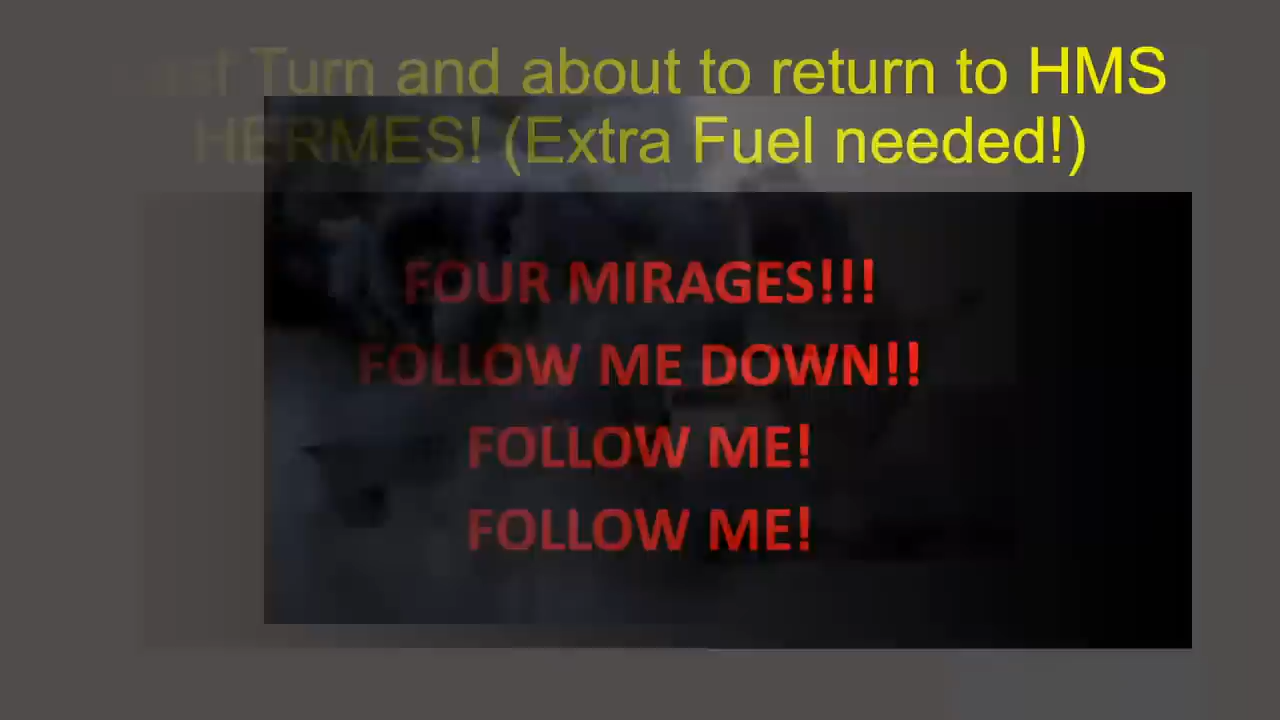 Turn and about to return to HMS
HERMES! (Extra Fuel needed!)
FOUR MIRAGES!!!
FOLLOW ME DOWN!!
FOLLOW ME!
FOLLOW ME!